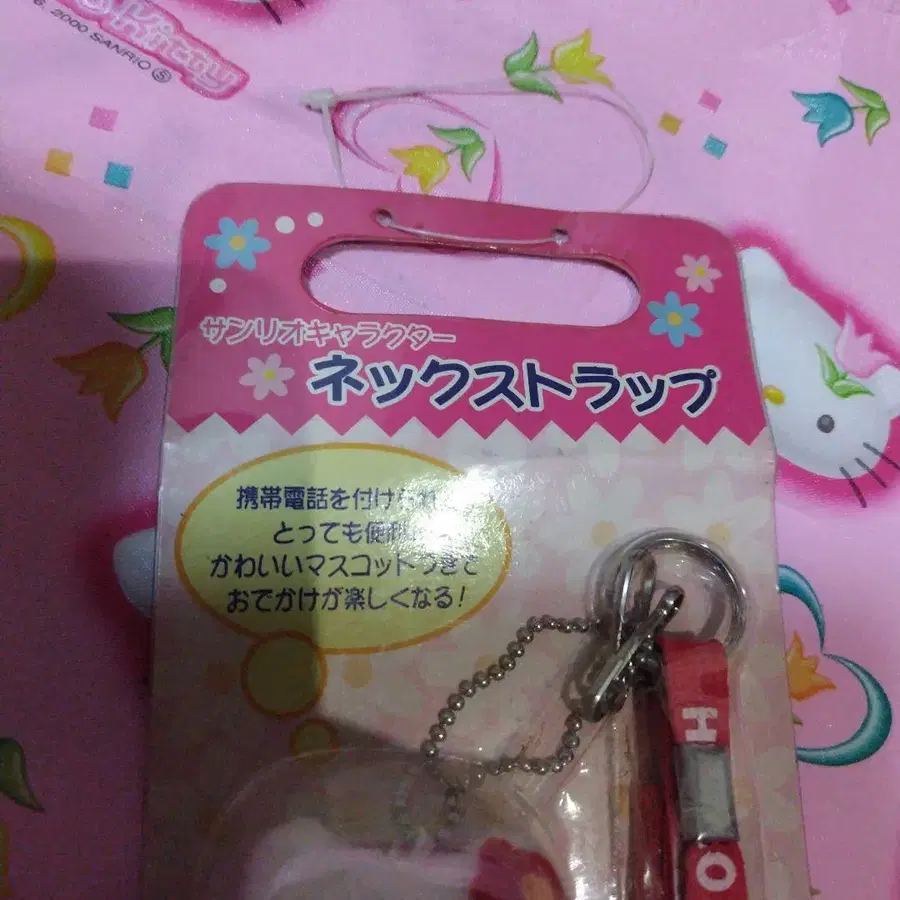 6, 2000 SANRIO Ⓢ
Kitty
サンリオキャラクター
ネックストラップ
携帯電話を付け
とっても便利
かわいいマスコットつきで
おでかけが楽しくなる!
H
O